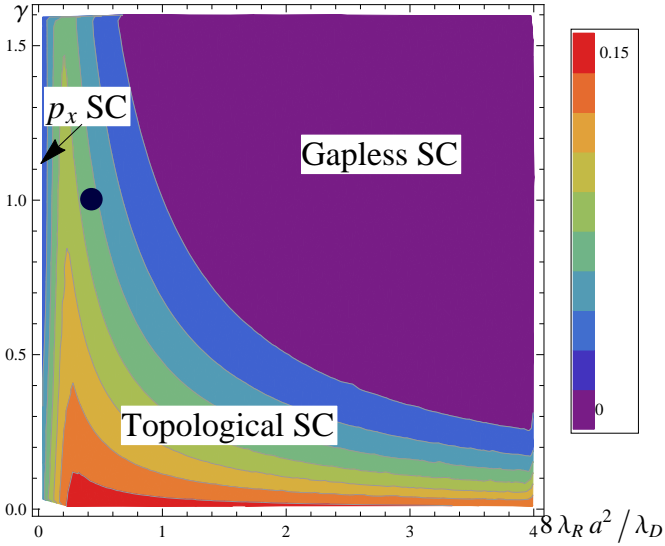 γ
1.5
0.15
p_x SC
Gapless SC
1.0
0.5
Topological SC
0
0.0
0 1 2 3 4
8 λ_R a² / λ_D